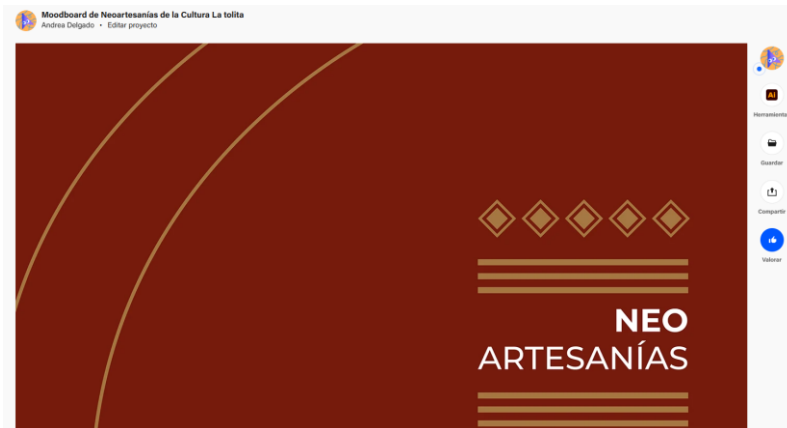 Moodboard de Neoartesanías de la Cultura La tolita
Andrea Delgado • Editar proyecto
Ai
Herramienta
Guardar
Compartir
Valorar
NEO
ARTESANÍAS